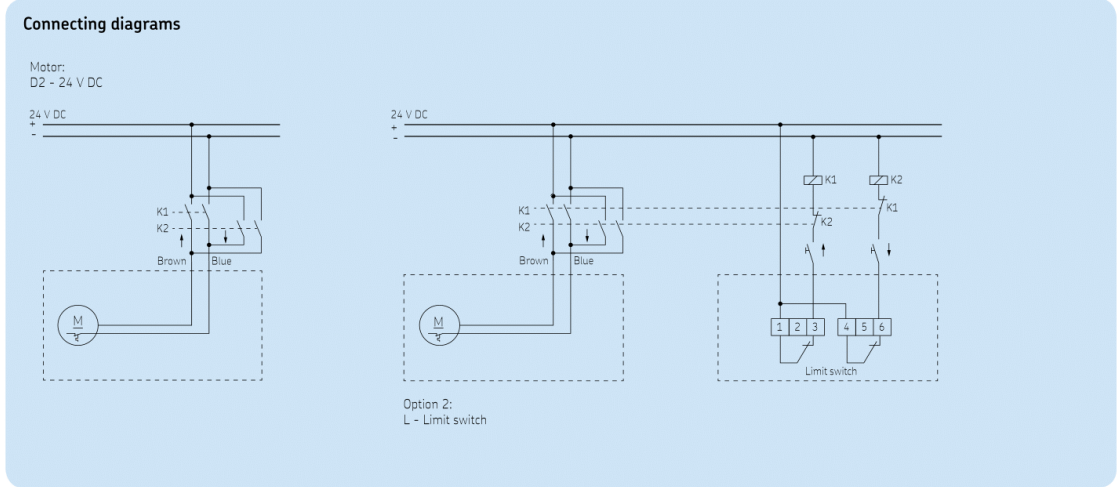 Connecting diagrams
Motor:
D2 - 24 V DC
24 V DC
+
-
K1
K2
Brown
Blue
M
24 V DC
+
-
K1
K2
K1
K2
K2
K1
Brown
Blue
M
1 2 3
4 5 6
Limit switch
Option 2:
L - Limit switch